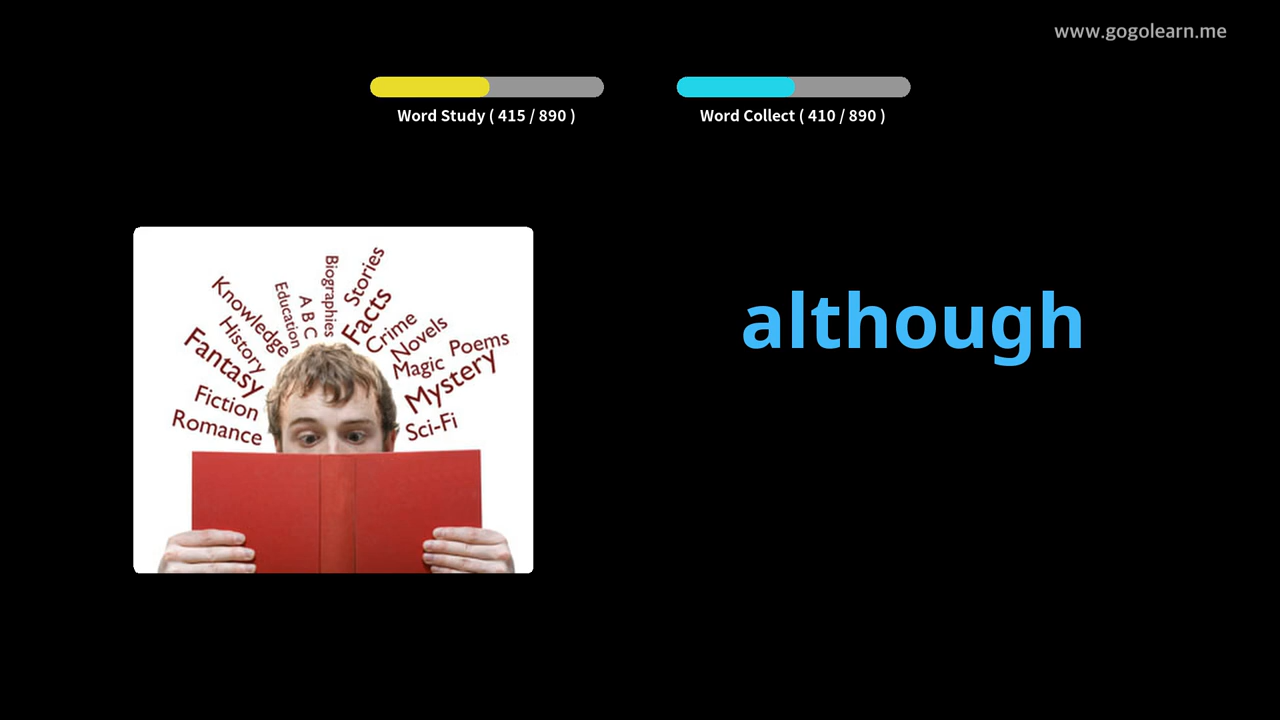 www.gogolearn.me
Word Study ( 415 / 890 )
Word Collect ( 410 / 890 )
although
Romance
Fiction
Fantasy
History
Knowledge
Education
A B C
Biographies
Stories
Facts
Crime
Novels
Magic
Poems
Mystery
Sci-Fi